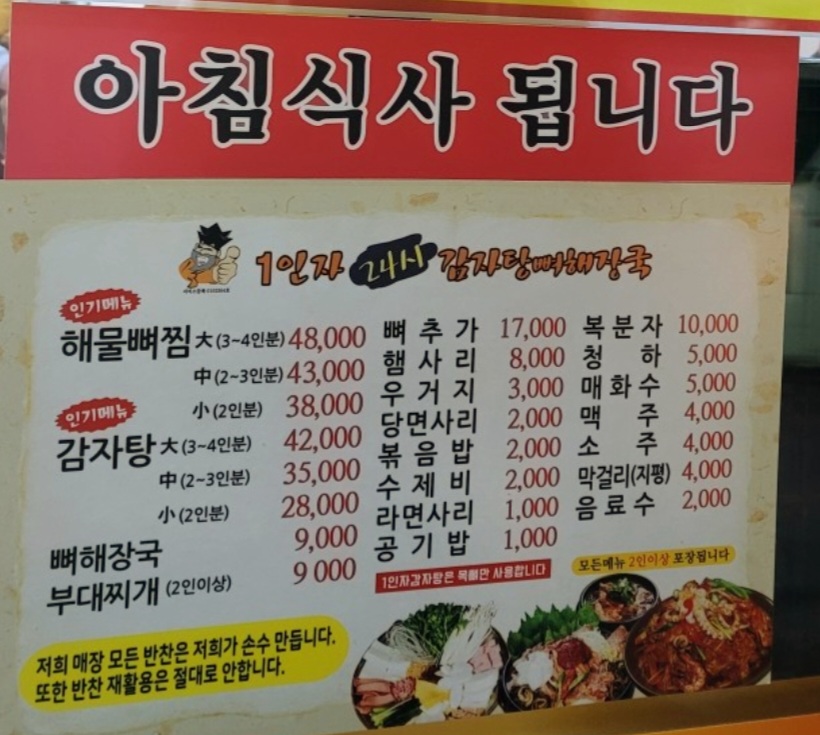 아침식사 됩니다
1인자 24시 감자탕뼈해장국
인기메뉴
해물뼈찜 大 (3~4인분) 48,000
中 (2~3인분) 43,000
小 (2인분) 38,000
인기메뉴
감자탕 大 (3~4인분) 42,000
中 (2~3인분) 35,000
小 (2인분) 28,000
뼈해장국 9,000
부대찌개 (2인이상) 9 000
뼈 추 가 17,000
햄 사 리 8,000
우 거 지 3,000
당면사리 2,000
볶 음 밥 2,000
수 제 비 2,000
라면사리 1,000
공 기 밥 1,000
1인자감자탕은 목뼈만 사용합니다
복 분 자 10,000
청 하 5,000
매 화 수 5,000
맥 주 4,000
소 주 4,000
막걸리(지평) 4,000
음 료 수 2,000
모든메뉴 2인이상 포장됩니다
저희 매장 모든 반찬은 저희가 손수 만듭니다.
또한 반찬 재활용은 절대로 안합니다.